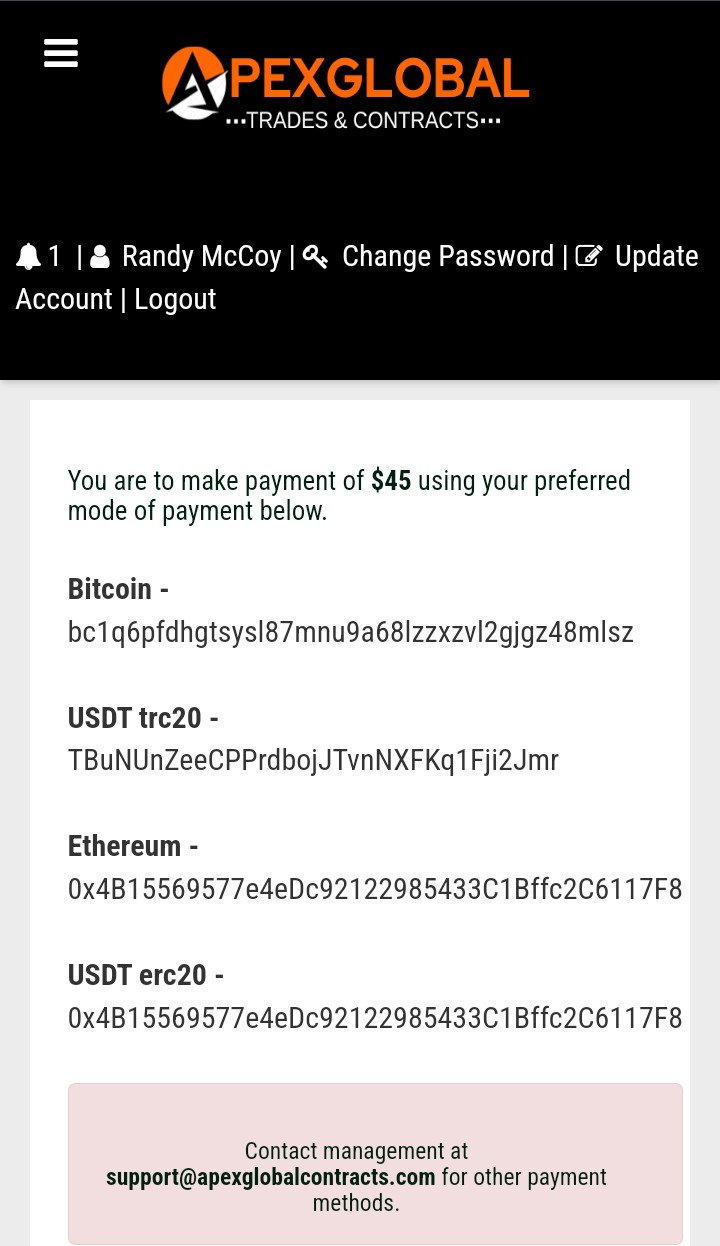 APEXGLOBAL
...TRADES & CONTRACTS...
1 | Randy McCoy | Change Password | Update
Account | Logout
You are to make payment of $45 using your preferred
mode of payment below.
Bitcoin -
bc1q6pfdhgtsysl87mnu9a68lzzxzvl2gjgz48mlsz
USDT trc20 -
TBuNUnZeeCPPrdbojJTvnNXFKq1Fji2Jmr
Ethereum -
0x4B15569577e4eDc92122985433C1Bffc2C6117F8
USDT erc20 -
0x4B15569577e4eDc92122985433C1Bffc2C6117F8
Contact management at
support@apexglobalcontracts.com for other payment
methods.